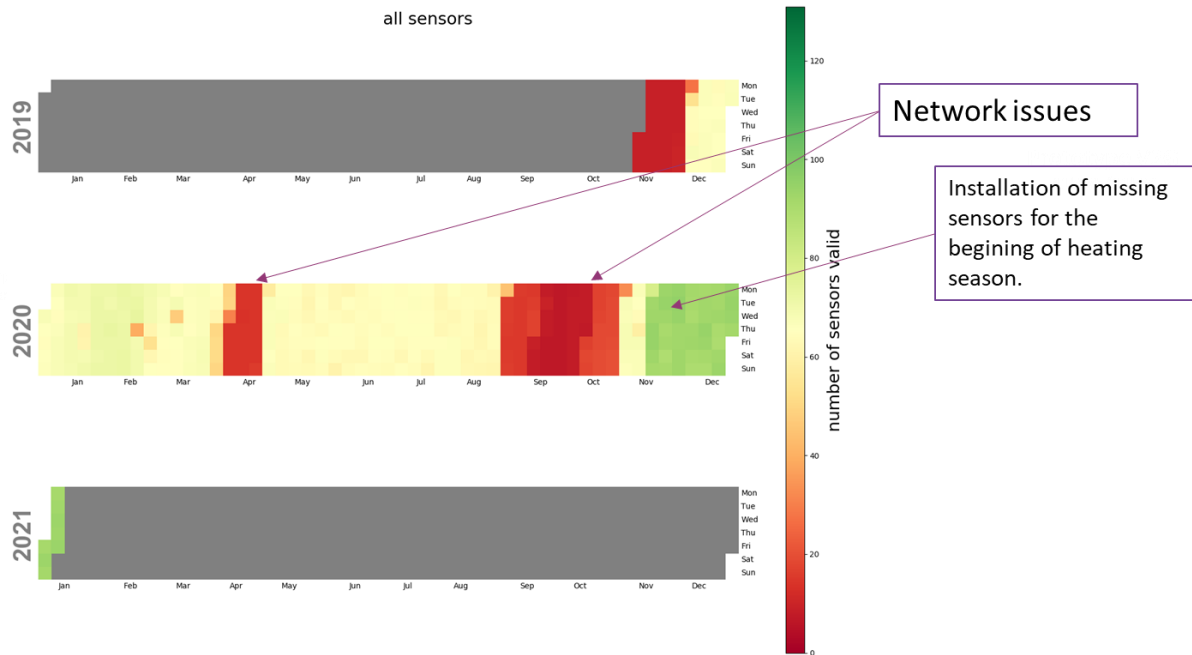 all sensors
2019
Mon
Tue
Wed
Thu
Fri
Sat
Sun
Jan Feb Mar Apr May Jun Jul Aug Sep Oct Nov Dec
2020
Mon
Tue
Wed
Thu
Fri
Sat
Sun
Jan Feb Mar Apr May Jun Jul Aug Sep Oct Nov Dec
2021
Mon
Tue
Wed
Thu
Fri
Sat
Sun
Jan Feb Mar Apr May Jun Jul Aug Sep Oct Nov Dec
120
100
80
60
40
20
0
number of sensors valid
Network issues
Installation of missing
sensors for the
begining of heating
season.